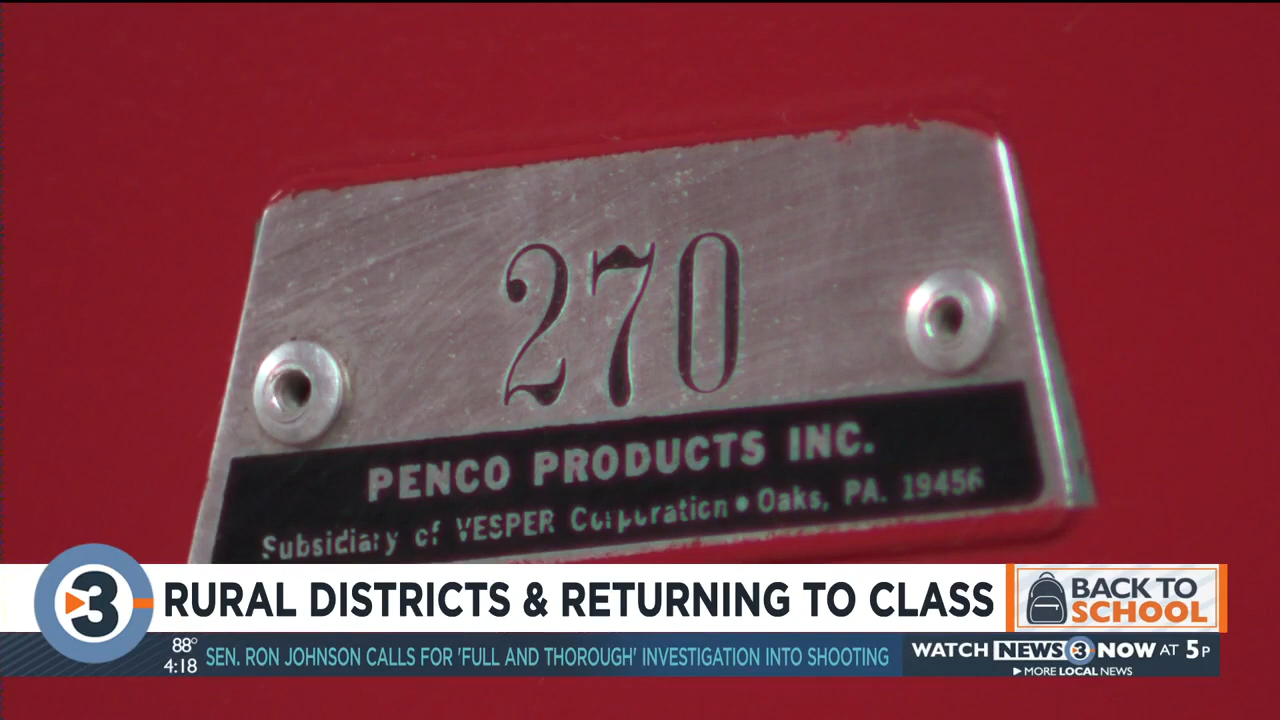 270
PENCO PRODUCTS INC.
Subsidiary of VESPER Corporation • Oaks, PA. 19456
3
RURAL DISTRICTS & RETURNING TO CLASS
BACK TO
SCHOOL
88°
4:18
SEN. RON JOHNSON CALLS FOR 'FULL AND THOROUGH' INVESTIGATION INTO SHOOTING
WATCH NEWS 3 NOW AT 5P
▶ MORE LOCAL NEWS